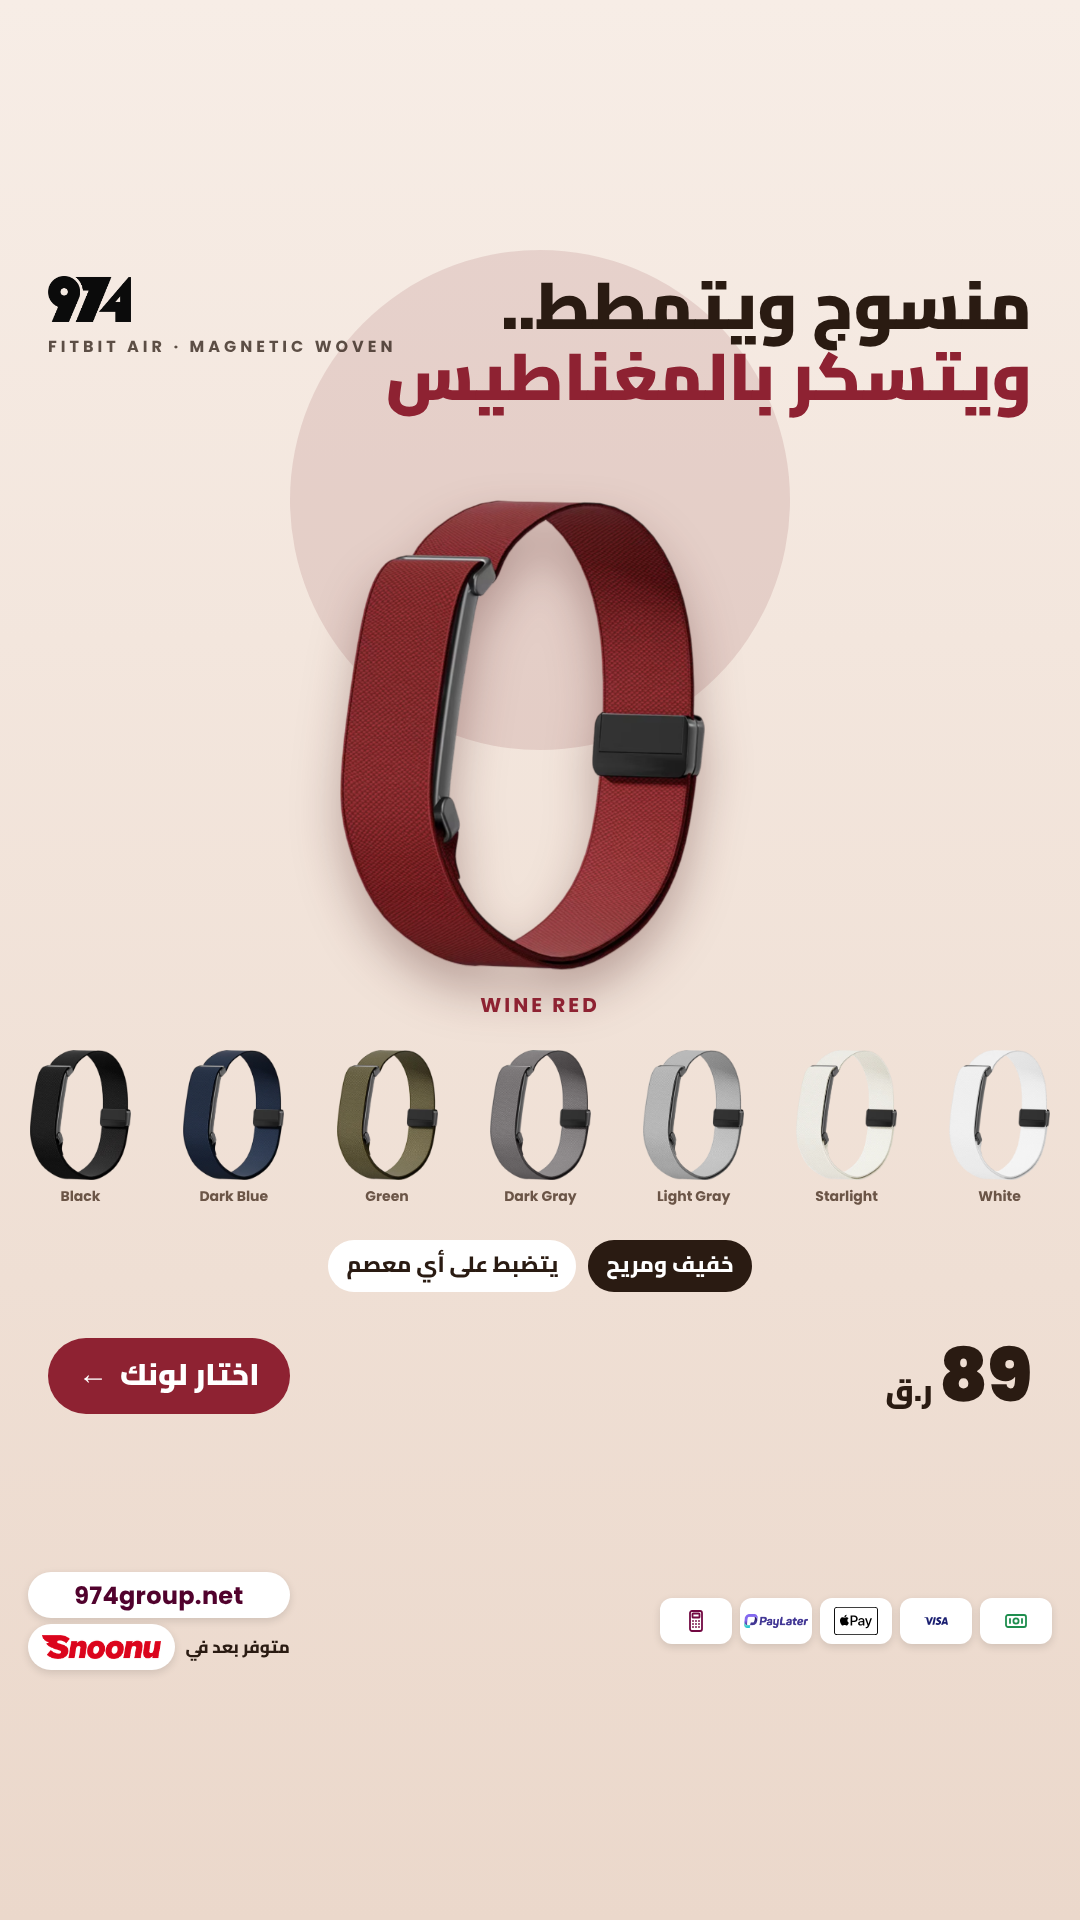 974
FITBIT AIR · MAGNETIC WOVEN
منسوج ويتمطط..
ويتسكر بالمغناطيس
WINE RED
Black
Dark Blue
Green
Dark Gray
Light Gray
Starlight
White
خفيف ومريح
يتضبط على أي معصم
89 ر.ق
اختار لونك ←
974group.net
متوفر بعد في Snoonu
PayLater
Pay
VISA